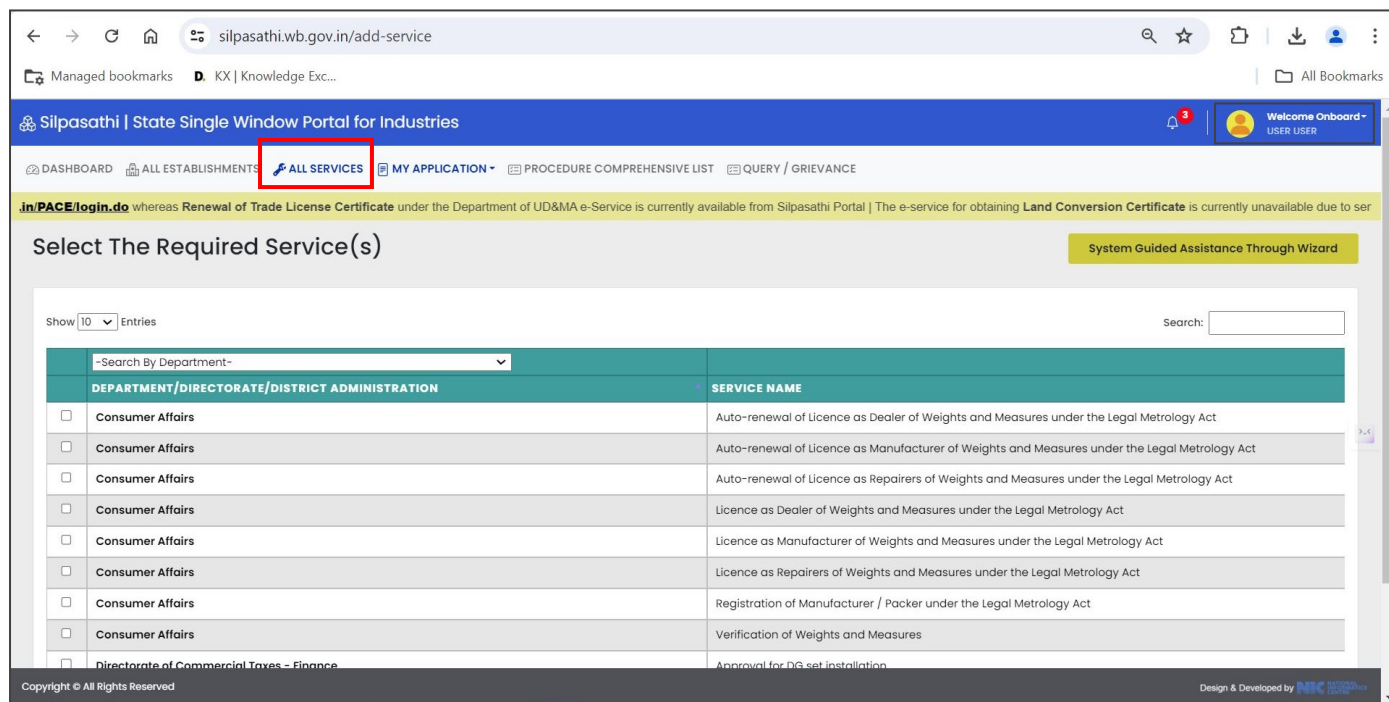 silpasathi.wb.gov.in/add-service
Managed bookmarks D. KX | Knowledge Exc... All Bookmarks
Silpasathi | State Single Window Portal for Industries 3 Welcome Onboard
USER USER
DASHBOARD ALL ESTABLISHMENTS ALL SERVICES MY APPLICATION PROCEDURE COMPREHENSIVE LIST QUERY / GRIEVANCE
.in/PACE/login.do whereas Renewal of Trade License Certificate under the Department of UD&MA e-Service is currently available from Silpasathi Portal | The e-service for obtaining Land Conversion Certificate is currently unavailable due to ser
Select The Required Service(s) System Guided Assistance Through Wizard
Show 10 Entries Search:
-Search By Department-
DEPARTMENT/DIRECTORATE/DISTRICT ADMINISTRATION SERVICE NAME
Consumer Affairs Auto-renewal of Licence as Dealer of Weights and Measures under the Legal Metrology Act
Consumer Affairs Auto-renewal of Licence as Manufacturer of Weights and Measures under the Legal Metrology Act
Consumer Affairs Auto-renewal of Licence as Repairers of Weights and Measures under the Legal Metrology Act
Consumer Affairs Licence as Dealer of Weights and Measures under the Legal Metrology Act
Consumer Affairs Licence as Manufacturer of Weights and Measures under the Legal Metrology Act
Consumer Affairs Licence as Repairers of Weights and Measures under the Legal Metrology Act
Consumer Affairs Registration of Manufacturer / Packer under the Legal Metrology Act
Consumer Affairs Verification of Weights and Measures
Directorate of Commercial Taxes - Finance Approval for DG set installation
Copyright © All Rights Reserved Design & Developed by NIC